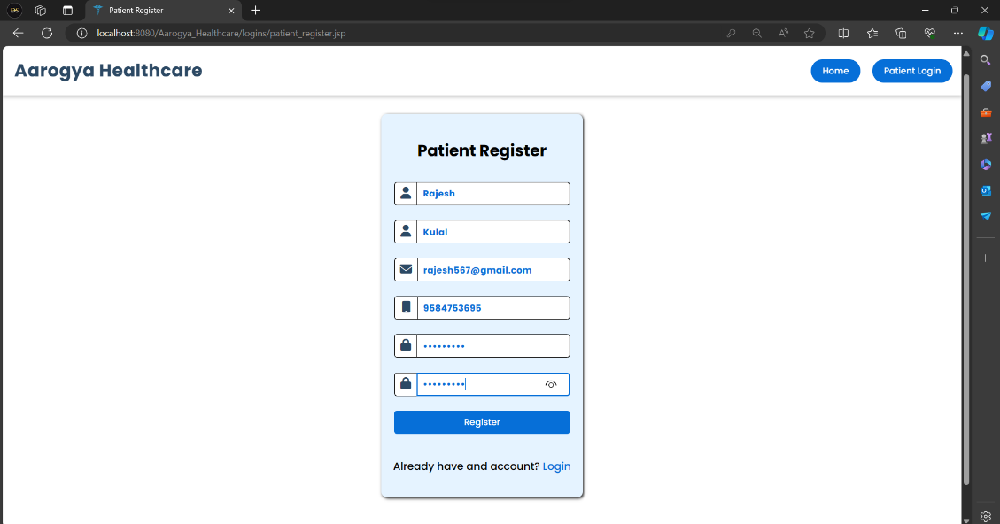 Patient Register
localhost:8080/Aarogya_Healthcare/logins/patient_register.jsp
Aarogya Healthcare
Home
Patient Login
Patient Register
Rajesh
Kulal
rajesh567@gmail.com
9584753695
•••••••••
•••••••••
Register
Already have and account? Login